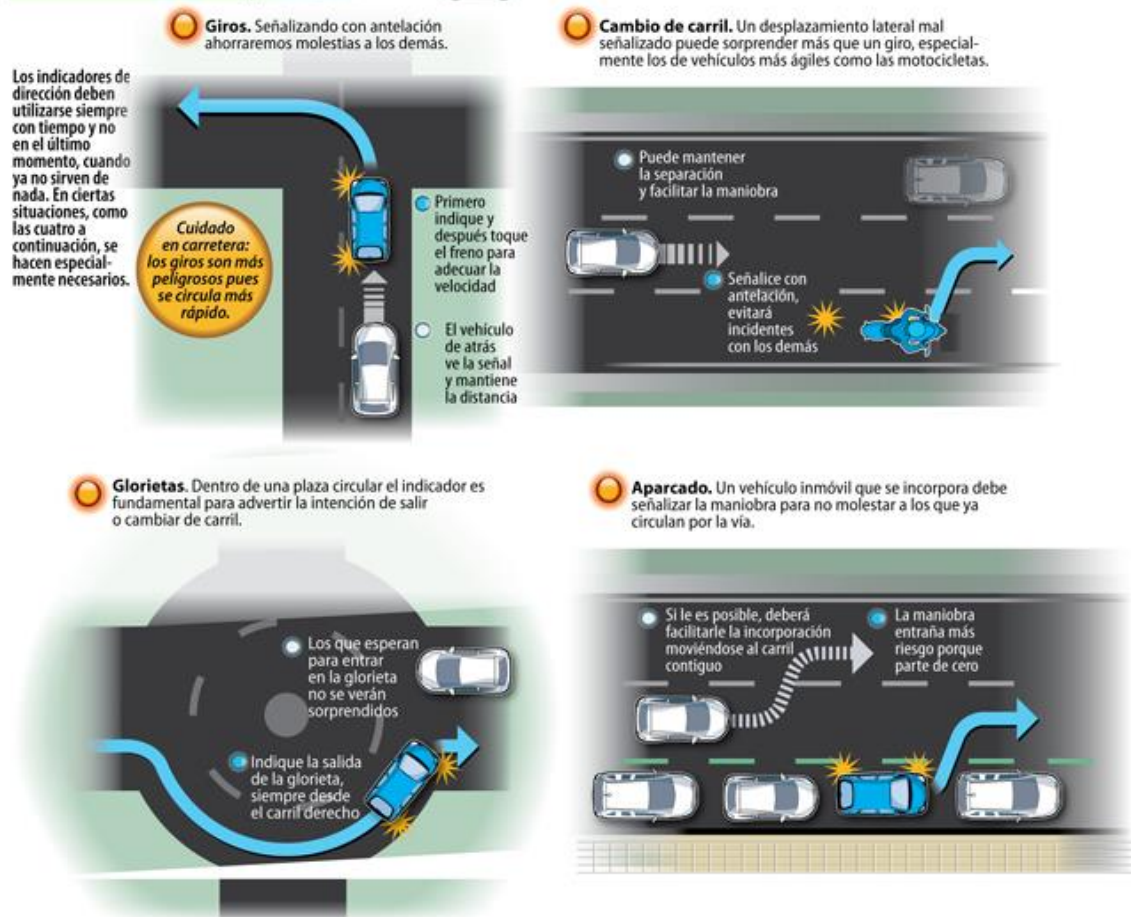 Los indicadores de
dirección deben
utilizarse siempre
con tiempo y no
en el último
momento, cuando
ya no sirven de
nada. En ciertas
situaciones, como
las cuatro a
continuación, se
hacen especial-
mente necesarios.
Giros. Señalizando con antelación
ahorraremos molestias a los demás.
Cuidado
en carretera:
los giros son más
peligrosos pues
se circula más
rápido.
Primero
indique y
después toque
el freno para
adecuar la
velocidad
El vehículo
de atrás
ve la señal
y mantiene
la distancia
Cambio de carril. Un desplazamiento lateral mal
señalizado puede sorprender más que un giro, especial-
mente los de vehículos más ágiles como las motocicletas.
Puede mantener
la separación
y facilitar la maniobra
Señalice con
antelación,
evitará
incidentes
con los demás
Glorietas. Dentro de una plaza circular el indicador es
fundamental para advertir la intención de salir
o cambiar de carril.
Los que esperan
para entrar
en la glorieta
no se verán
sorprendidos
Indique la salida
de la glorieta,
siempre desde
el carril derecho
Aparcado. Un vehículo inmóvil que se incorpora debe
señalizar la maniobra para no molestar a los que ya
circulan por la vía.
Si le es posible, deberá
facilitarle la incorporación
moviéndose al carril
contiguo
La maniobra
entraña más
riesgo porque
parte de cero